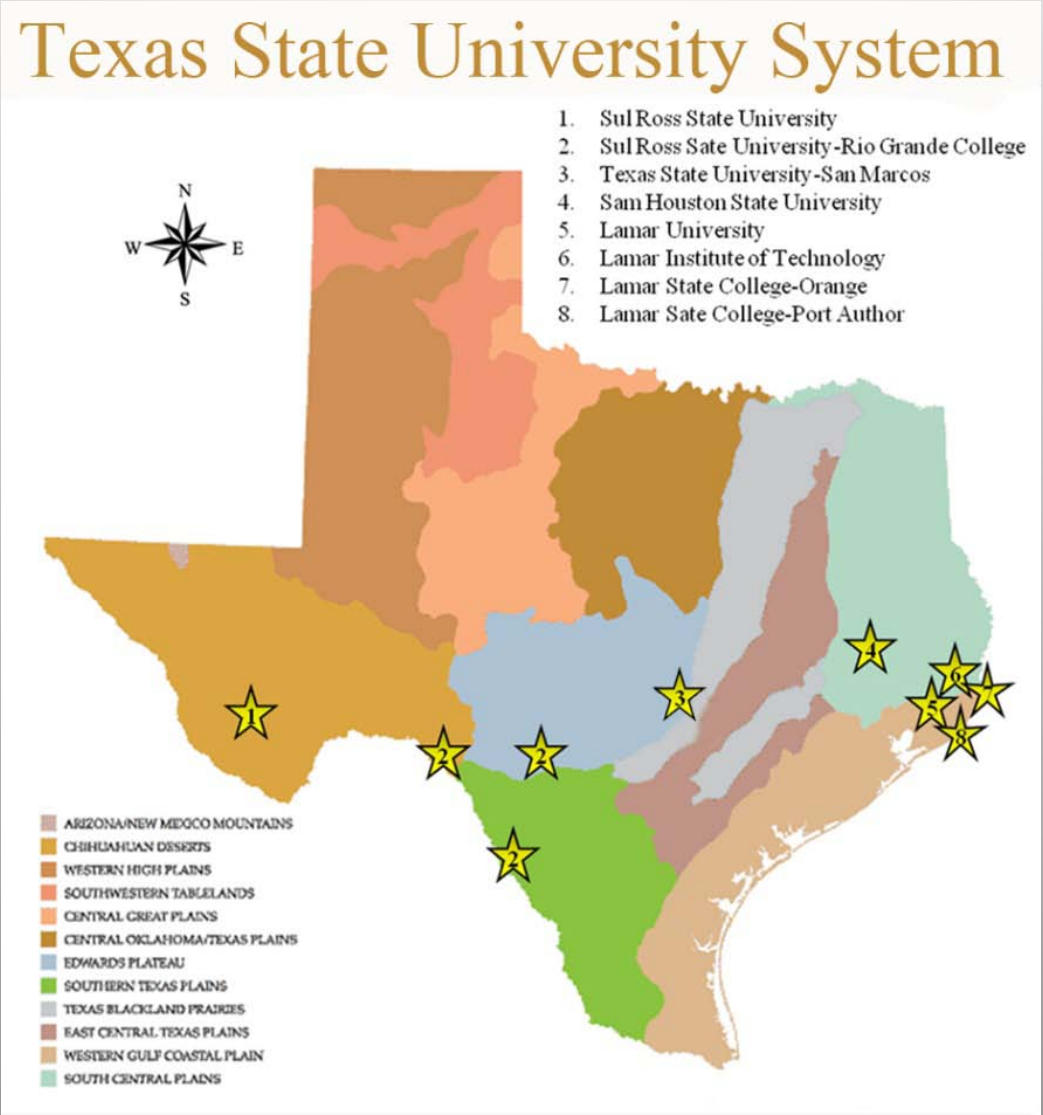 Texas State University System
1. Sul Ross State University
2. Sul Ross Sate University-Rio Grande College
3. Texas State University-San Marcos
4. Sam Houston State University
5. Lamar University
6. Lamar Institute of Technology
7. Lamar State College-Orange
8. Lamar Sate College-Port Author
N
W E
S
4
6
7
3
5
1
8
2 2
2
ARIZONA/NEW MEXICO MOUNTAINS
CHIHUAHUAN DESERTS
WESTERN HIGH PLAINS
SOUTHWESTERN TABLELANDS
CENTRAL GREAT PLAINS
CENTRAL OKLAHOMA/TEXAS PLAINS
EDWARDS PLATEAU
SOUTHERN TEXAS PLAINS
TEXAS BLACKLAND PRAIRIES
EAST CENTRAL TEXAS PLAINS
WESTERN GULF COASTAL PLAIN
SOUTH CENTRAL PLAINS